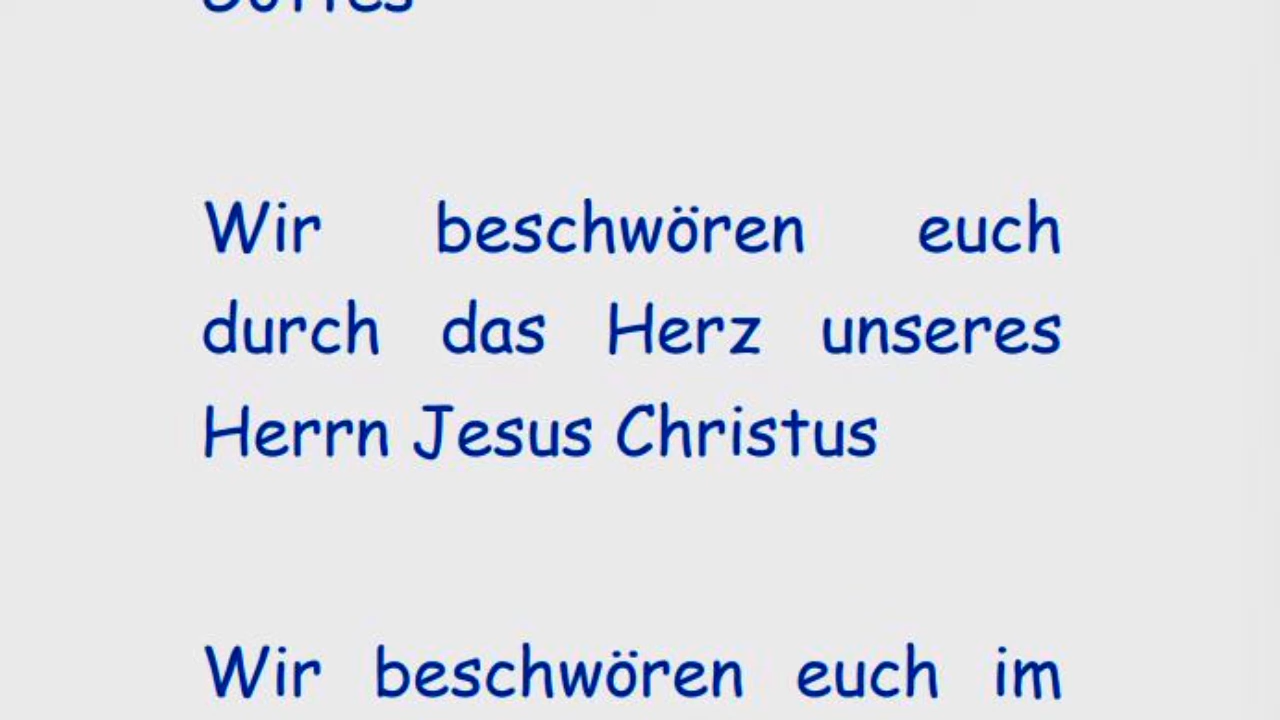 Wir beschwören euch
durch das Herz unseres
Herrn Jesus Christus
Wir beschwören euch im